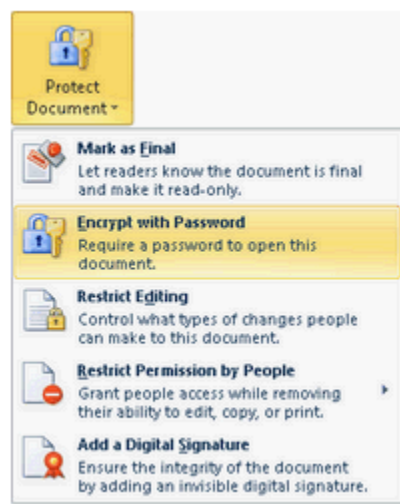 Protect
Document
Mark as Final
Let readers know the document is final
and make it read-only.
Encrypt with Password
Require a password to open this
document.
Restrict Editing
Control what types of changes people
can make to this document.
Restrict Permission by People
Grant people access while removing
their ability to edit, copy, or print.
Add a Digital Signature
Ensure the integrity of the document
by adding an invisible digital signature.